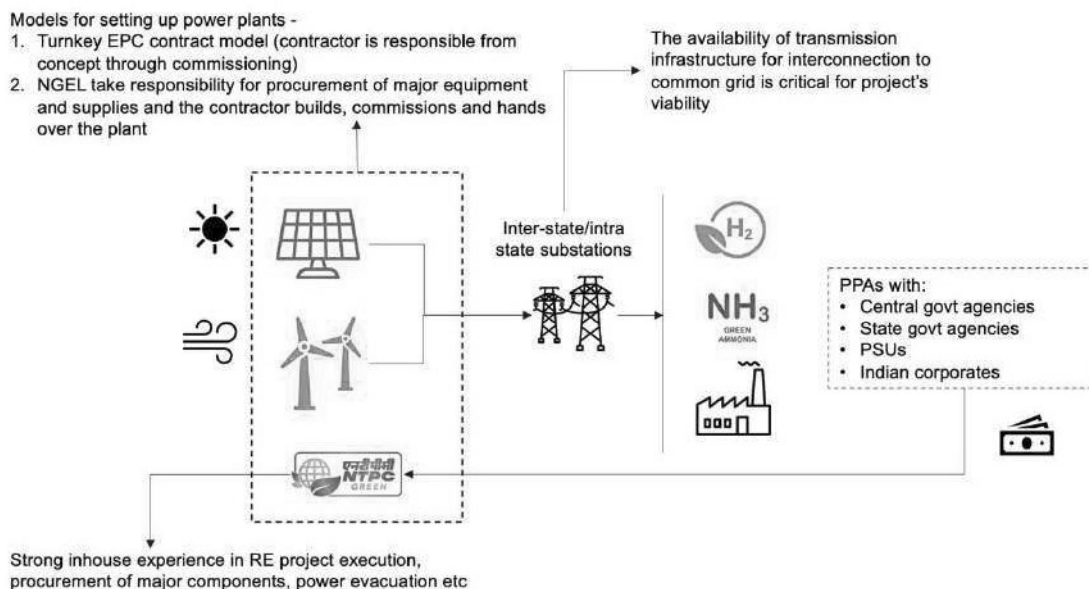 Models for setting up power plants -
1. Turnkey EPC contract model (contractor is responsible from
concept through commissioning)
2. NGEL take responsibility for procurement of major equipment
and supplies and the contractor builds, commissions and hands
over the plant
The availability of transmission
infrastructure for interconnection to
common grid is critical for project's
viability
Inter-state/intra
state substations
H2
NH3
GREEN
AMMONIA
PPAs with:
• Central govt agencies
• State govt agencies
• PSUs
• Indian corporates
एनटीपीसी
NTPC
GREEN
Strong inhouse experience in RE project execution,
procurement of major components, power evacuation etc